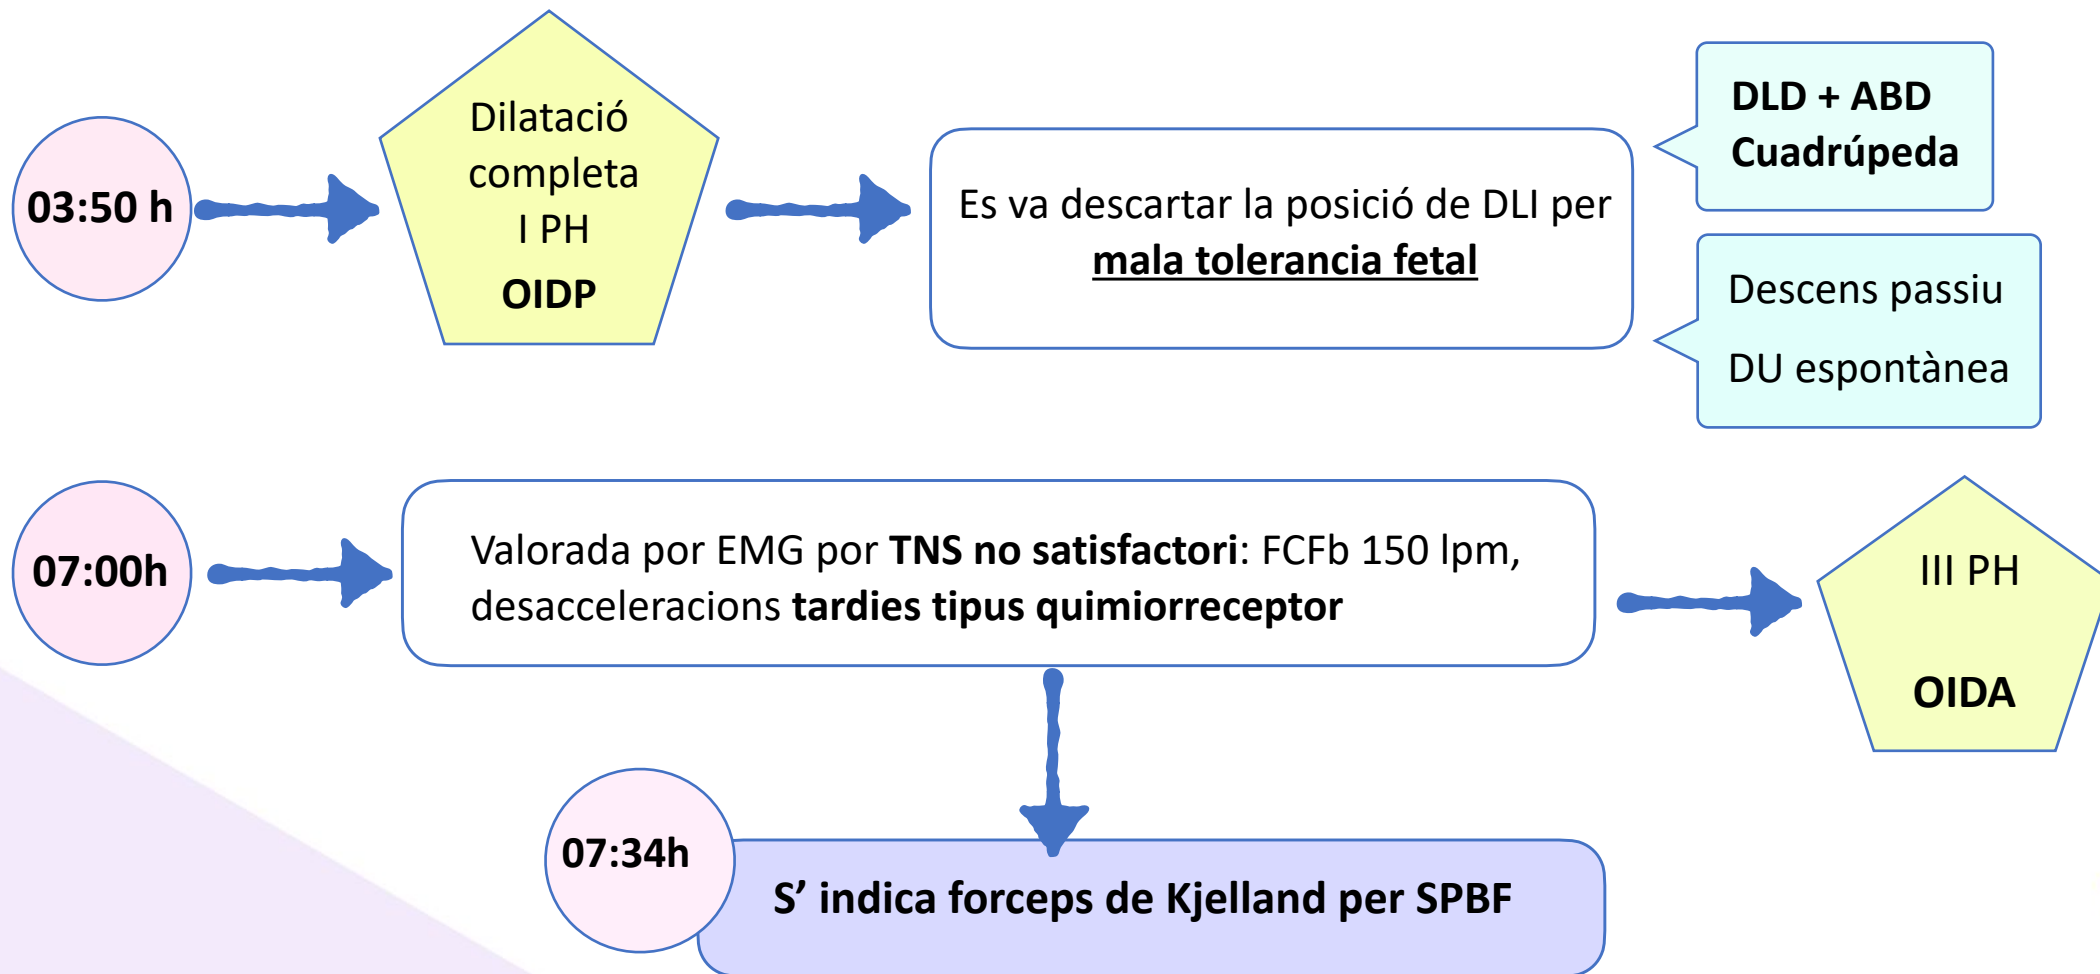 03:50 h
Dilatació
completa
I PH
OIDP
Es va descartar la posició de DLI per
mala tolerancia fetal
DLD + ABD
Cuadrúpeda
Descens passiu
DU espontànea
07:00h
Valorada por EMG por TNS no satisfactori: FCFb 150 lpm,
desacceleracions tardies tipus quimiorreceptor
III PH
OIDA
07:34h
S’ indica forceps de Kjelland per SPBF